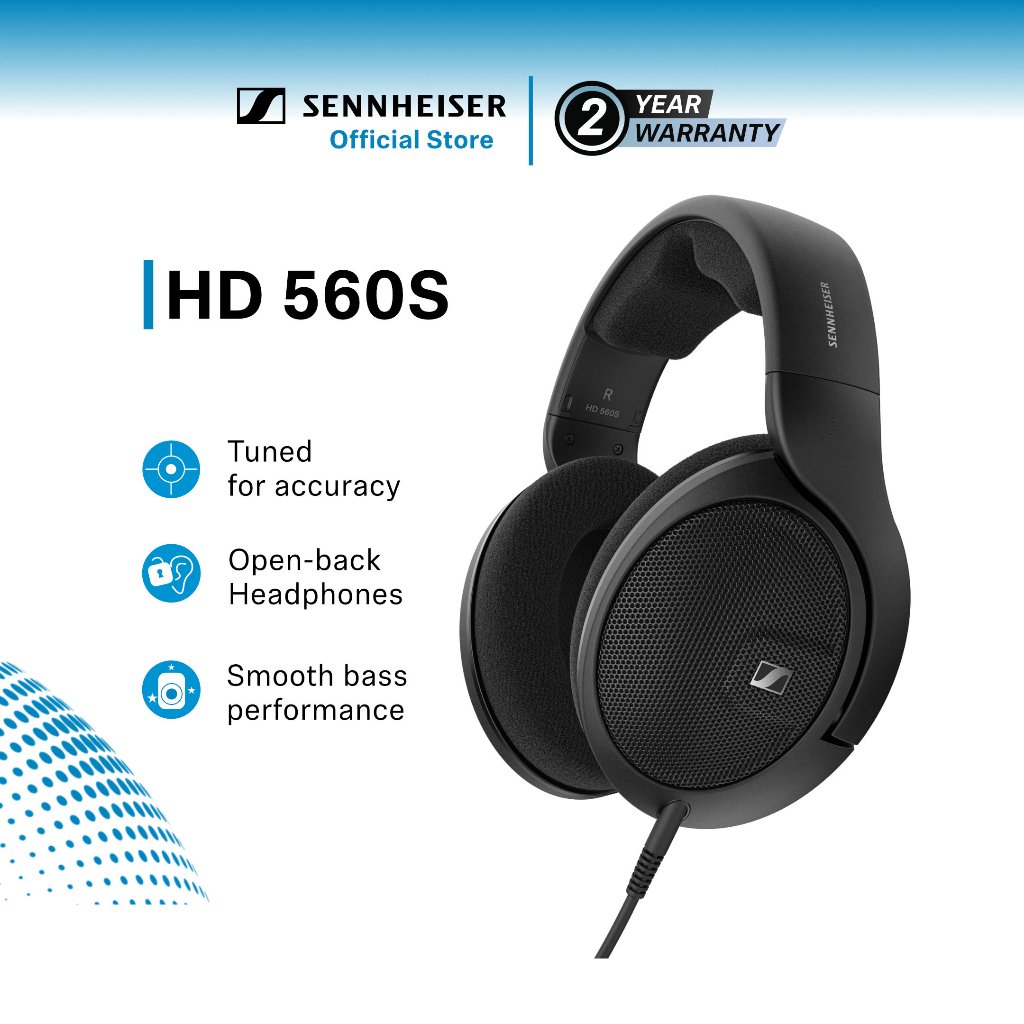 SENNHEISER
Official Store
2
YEAR
WARRANTY
HD 560S
Tuned
for accuracy
Open-back
Headphones
Smooth bass
performance
SENNHEISER
R
HD 560S